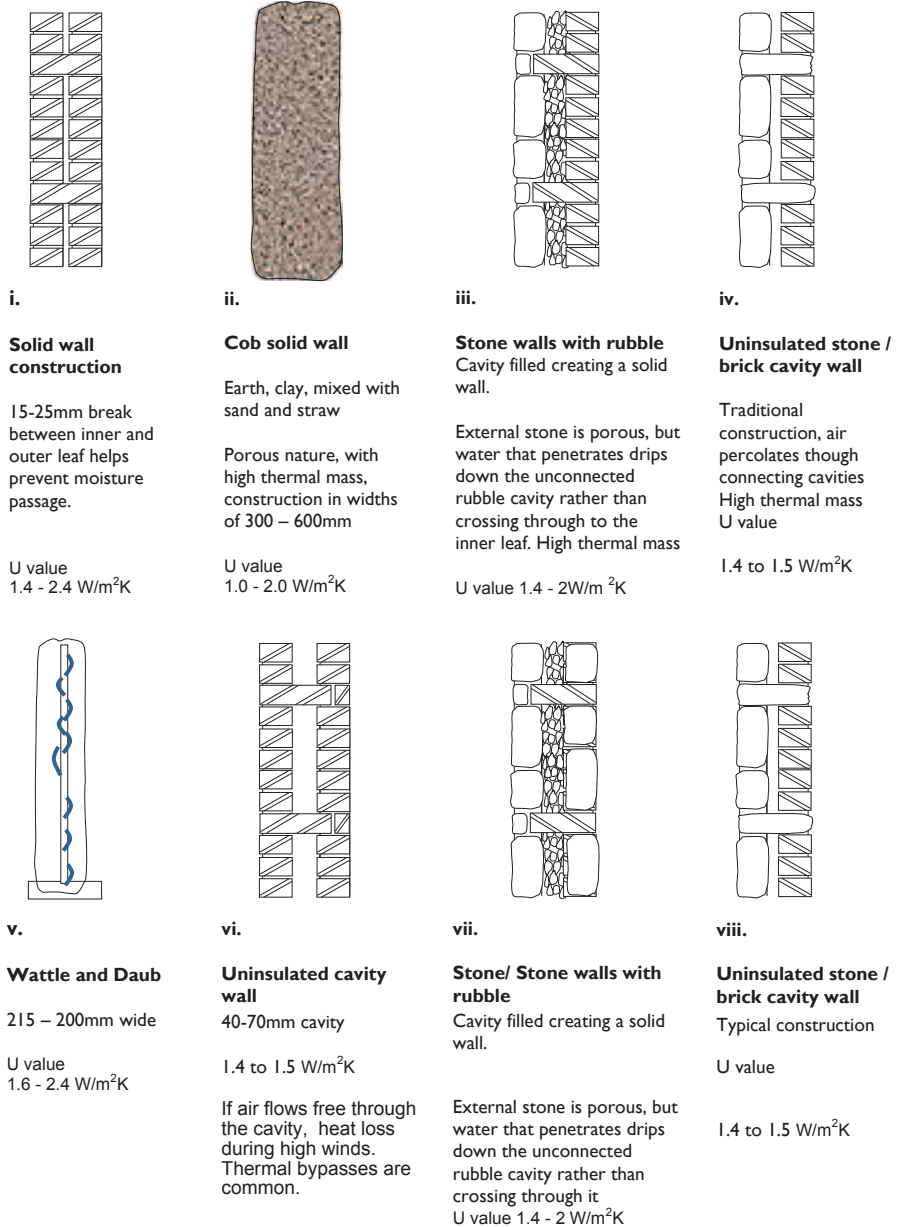 i.
Solid wall
construction
15-25mm break
between inner and
outer leaf helps
prevent moisture
passage.
U value
1.4 - 2.4 W/m²K
ii.
Cob solid wall
Earth, clay, mixed with
sand and straw
Porous nature, with
high thermal mass,
construction in widths
of 300 – 600mm
U value
1.0 - 2.0 W/m²K
iii.
Stone walls with rubble
Cavity filled creating a solid
wall.
External stone is porous, but
water that penetrates drips
down the unconnected
rubble cavity rather than
crossing through to the
inner leaf. High thermal mass
U value 1.4 - 2W/m ²K
iv.
Uninsulated stone /
brick cavity wall
Traditional
construction, air
percolates though
connecting cavities
High thermal mass
U value
1.4 to 1.5 W/m²K
v.
Wattle and Daub
215 – 200mm wide
U value
1.6 - 2.4 W/m²K
vi.
Uninsulated cavity
wall
40-70mm cavity
1.4 to 1.5 W/m²K
If air flows free through
the cavity, heat loss
during high winds.
Thermal bypasses are
common.
vii.
Stone/ Stone walls with
rubble
Cavity filled creating a solid
wall.
External stone is porous, but
water that penetrates drips
down the unconnected
rubble cavity rather than
crossing through it
U value 1.4 - 2 W/m²K
viii.
Uninsulated stone /
brick cavity wall
Typical construction
U value
1.4 to 1.5 W/m²K